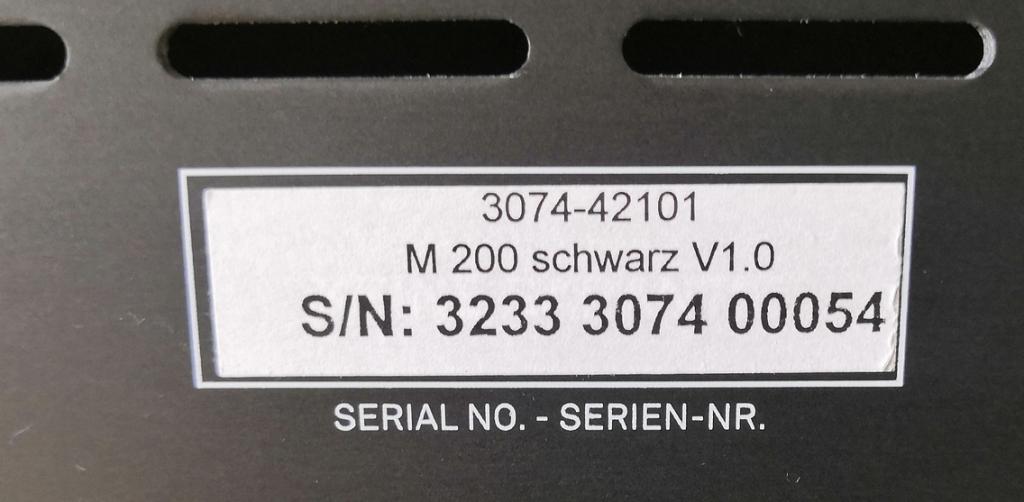 3074-42101
M 200 schwarz V1.0
S/N: 3233 3074 00054
SERIAL NO. - SERIEN-NR.